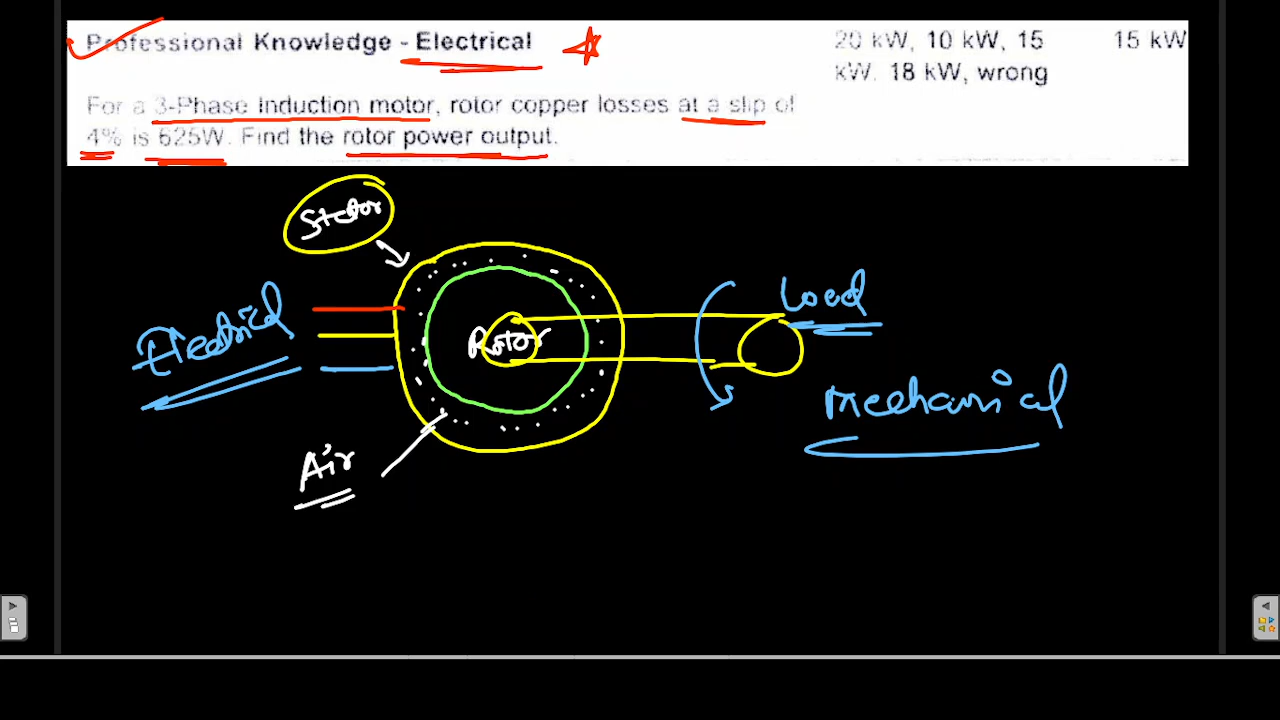 Professional Knowledge - Electrical
20 kW, 10 kW, 15
kW. 18 kW, wrong
15 kW
For a 3-Phase Induction motor, rotor copper losses at a slip of
4% is 625W. Find the rotor power output.
Stator
Electrical
Rotor
Load
mechanical
Air